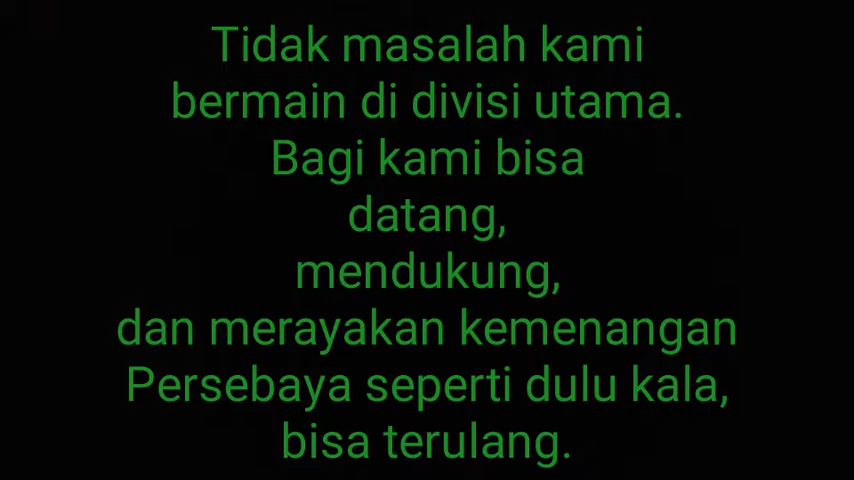 Tidak masalah kami
bermain di divisi utama.
Bagi kami bisa
datang,
mendukung,
dan merayakan kemenangan
Persebaya seperti dulu kala,
bisa terulang.